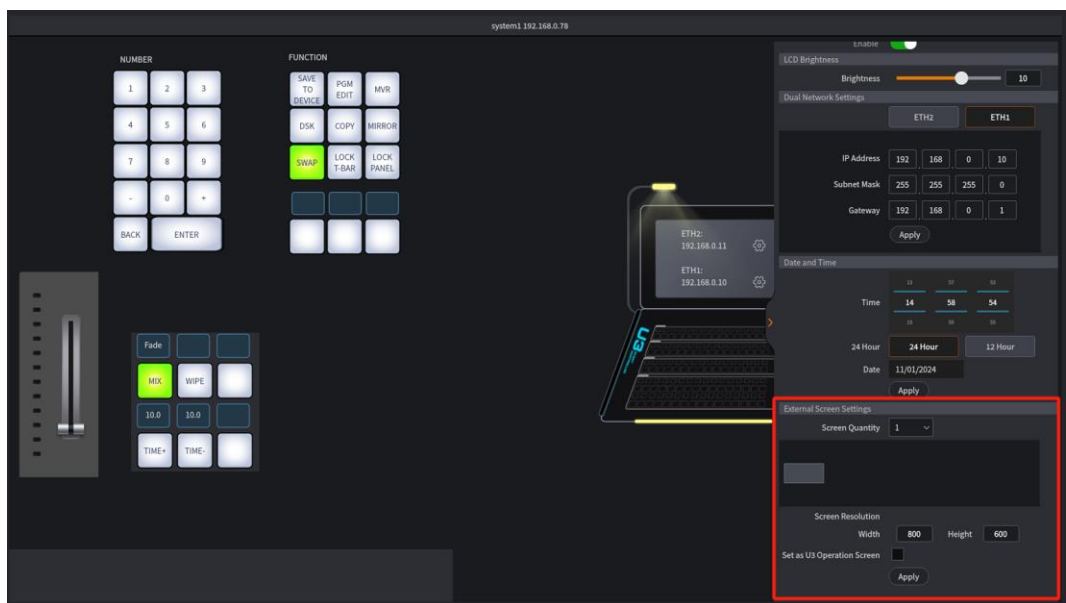 system1 192.168.0.78
NUMBER
1 2 3
4 5 6
7 8 9
- 0 +
BACK ENTER
FUNCTION
SAVE TO DEVICE
PGM EDIT
MVR
DSK COPY MIRROR
SWAP
LOCK T-BAR
LOCK PANEL
Fade
MIX WIPE
10.0 10.0
TIME+ TIME-
ETH2:
192.168.0.11
ETH1:
192.168.0.10
U3
Enable
LCD Brightness
Brightness 10
Dual Network Settings
ETH2 ETH1
IP Address 192 . 168 . 0 . 10
Subnet Mask 255 . 255 . 255 . 0
Gateway 192 . 168 . 0 . 1
Apply
Date and Time
Time 14 58 54
24 Hour 24 Hour 12 Hour
Date 11/01/2024
Apply
External Screen Settings
Screen Quantity 1
Screen Resolution
Width 800 Height 600
Set as U3 Operation Screen
Apply